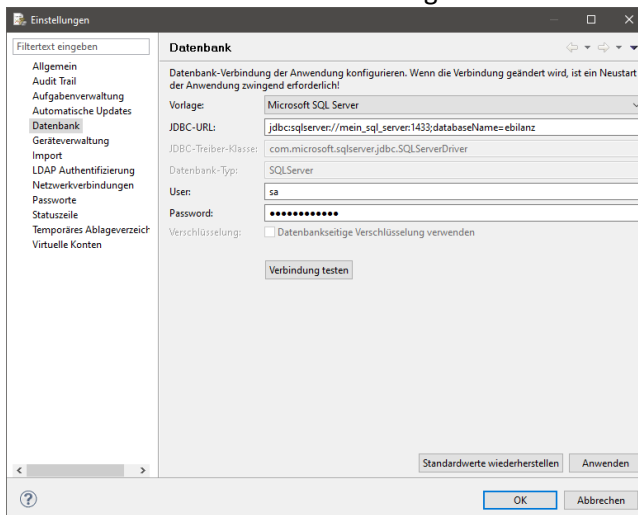 Einstellungen
Filtertext eingeben
Allgemein
Audit Trail
Aufgabenverwaltung
Automatische Updates
Datenbank
Geräteverwaltung
Import
LDAP Authentifizierung
Netzwerkverbindungen
Passworte
Statuszeile
Temporäres Ablageverzeich
Virtuelle Konten
Datenbank
Datenbank-Verbindung der Anwendung konfigurieren. Wenn die Verbindung geändert wird, ist ein Neustart
der Anwendung zwingend erforderlich!
Vorlage: Microsoft SQL Server
JDBC-URL: jdbc:sqlserver://mein_sql_server:1433;databaseName=ebilanz
JDBC-Treiber-Klasse: com.microsoft.sqlserver.jdbc.SQLServerDriver
Datenbank-Typ: SQLServer
User: sa
Password: ●●●●●●●●●●●●
Verschlüsselung: Datenbankseitige Verschlüsselung verwenden
Verbindung testen
Standardwerte wiederherstellen Anwenden
OK Abbrechen